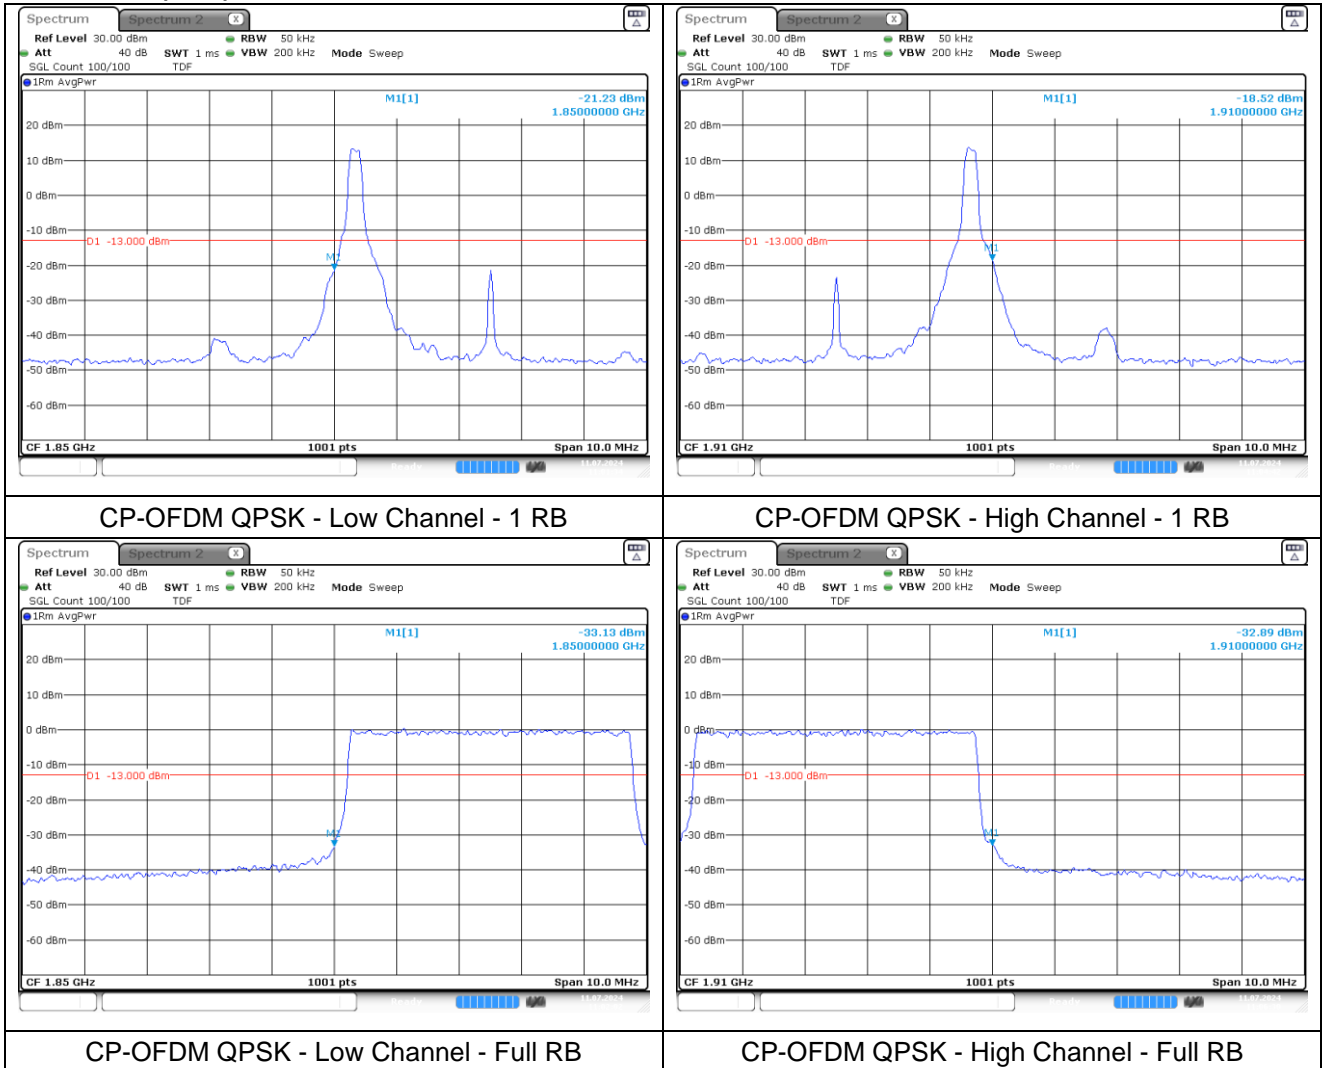 Spectrum Spectrum 2 X
Ref Level 30.00 dBm RBW 50 kHz
Att 40 dB SWT 1 ms VBW 200 kHz Mode Sweep
SGL Count 100/100 TDF
1Rm AvgPwr
M1[1] -21.23 dBm
1.85000000 GHz
20 dBm
10 dBm
0 dBm
-10 dBm
D1 -13.000 dBm
M1
-20 dBm
-30 dBm
-40 dBm
-50 dBm
-60 dBm
CF 1.85 GHz 1001 pts Span 10.0 MHz
Ready 11.07.2024
CP-OFDM QPSK - Low Channel - 1 RB
Spectrum Spectrum 2 X
Ref Level 30.00 dBm RBW 50 kHz
Att 40 dB SWT 1 ms VBW 200 kHz Mode Sweep
SGL Count 100/100 TDF
1Rm AvgPwr
M1[1] -18.52 dBm
1.91000000 GHz
20 dBm
10 dBm
0 dBm
-10 dBm
D1 -13.000 dBm
M1
-20 dBm
-30 dBm
-40 dBm
-50 dBm
-60 dBm
CF 1.91 GHz 1001 pts Span 10.0 MHz
Ready 11.07.2024
CP-OFDM QPSK - High Channel - 1 RB
Spectrum Spectrum 2 X
Ref Level 30.00 dBm RBW 50 kHz
Att 40 dB SWT 1 ms VBW 200 kHz Mode Sweep
SGL Count 100/100 TDF
1Rm AvgPwr
M1[1] -33.13 dBm
1.85000000 GHz
20 dBm
10 dBm
0 dBm
-10 dBm
D1 -13.000 dBm
-20 dBm
-30 dBm
M1
-40 dBm
-50 dBm
-60 dBm
CF 1.85 GHz 1001 pts Span 10.0 MHz
Ready 11.07.2024
CP-OFDM QPSK - Low Channel - Full RB
Spectrum Spectrum 2 X
Ref Level 30.00 dBm RBW 50 kHz
Att 40 dB SWT 1 ms VBW 200 kHz Mode Sweep
SGL Count 100/100 TDF
1Rm AvgPwr
M1[1] -32.89 dBm
1.91000000 GHz
20 dBm
10 dBm
0 dBm
-10 dBm
D1 -13.000 dBm
-20 dBm
-30 dBm
M1
-40 dBm
-50 dBm
-60 dBm
CF 1.91 GHz 1001 pts Span 10.0 MHz
Ready 11.07.2024
CP-OFDM QPSK - High Channel - Full RB